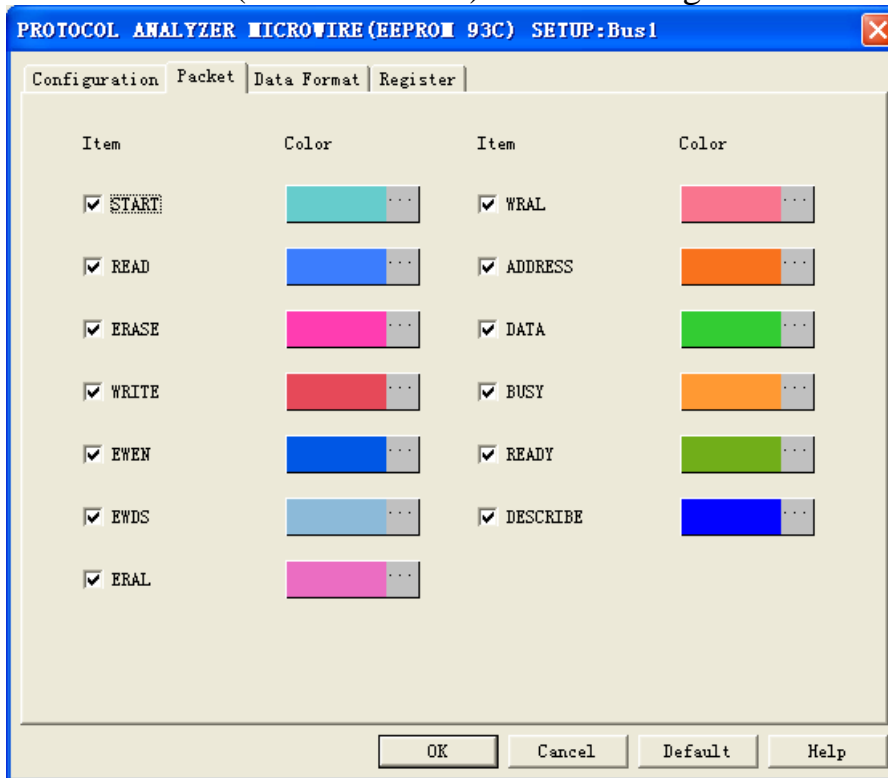 PROTOCOL ANALYZER MICROWIRE(EEPROM 93C) SETUP:Bus1
Configuration Packet Data Format Register
Item Color Item Color
START ... WRAL ...
READ ... ADDRESS ...
ERASE ... DATA ...
WRITE ... BUSY ...
EWEN ... READY ...
EWDS ... DESCRIBE ...
ERAL ...
OK Cancel Default Help